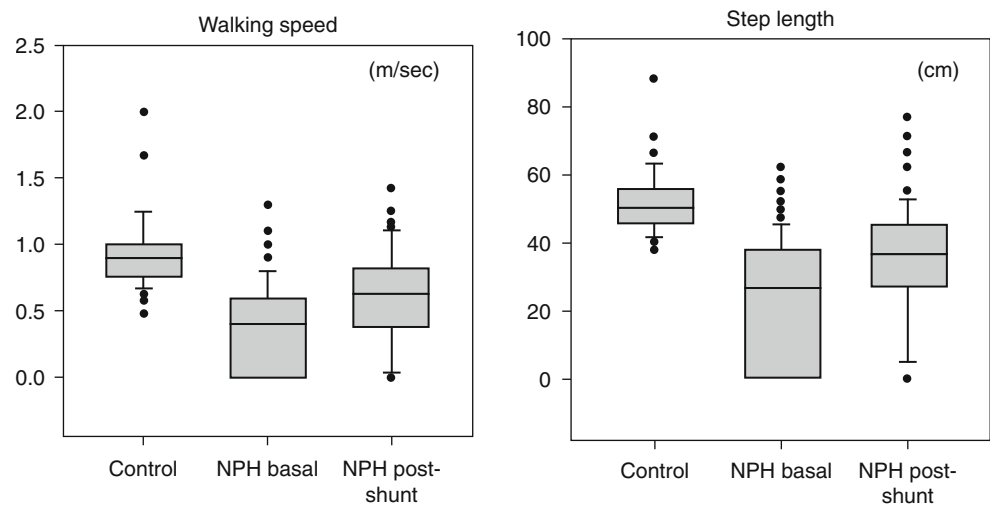 Walking speed
(m/sec)
2.5
2.0
1.5
1.0
0.5
0.0
Control
NPH basal
NPH post-
shunt
Step length
(cm)
100
80
60
40
20
0
Control
NPH basal
NPH post-
shunt